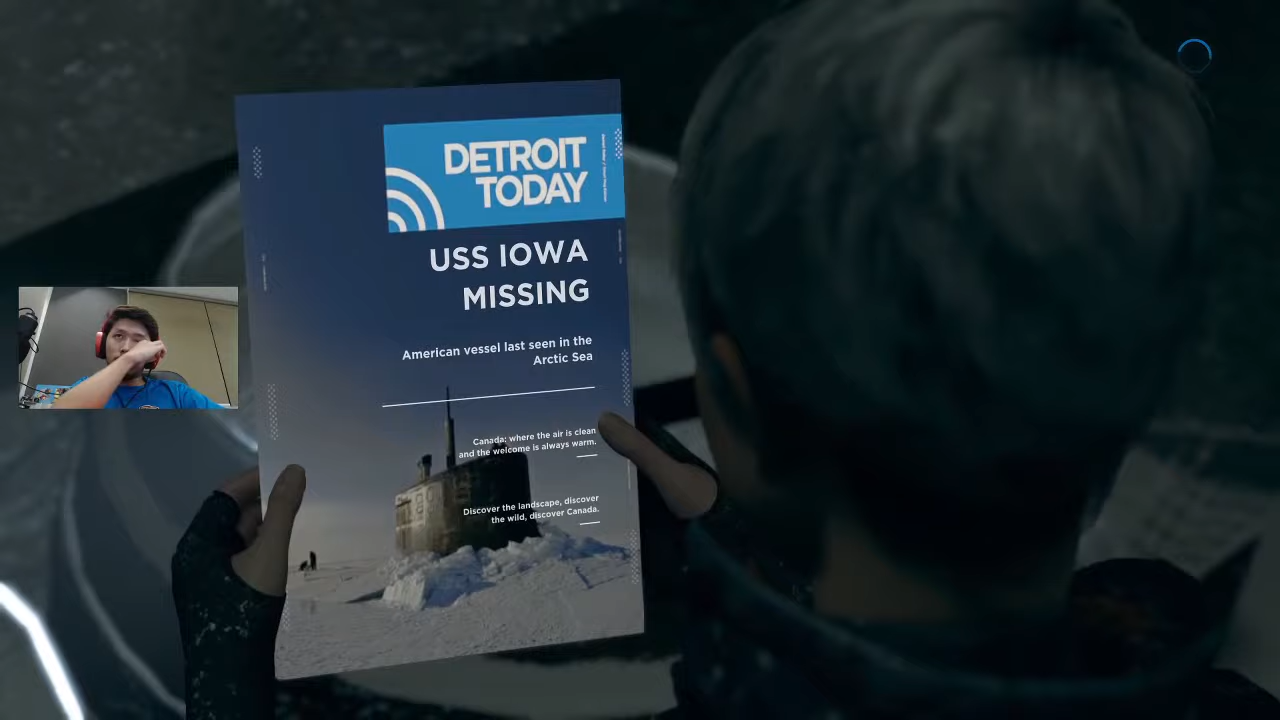 DETROIT
TODAY
USS IOWA
MISSING
American vessel last seen in the
Arctic Sea
Canada: where the air is clean
and the welcome is always warm.
Discover the landscape, discover
the wild, discover Canada.